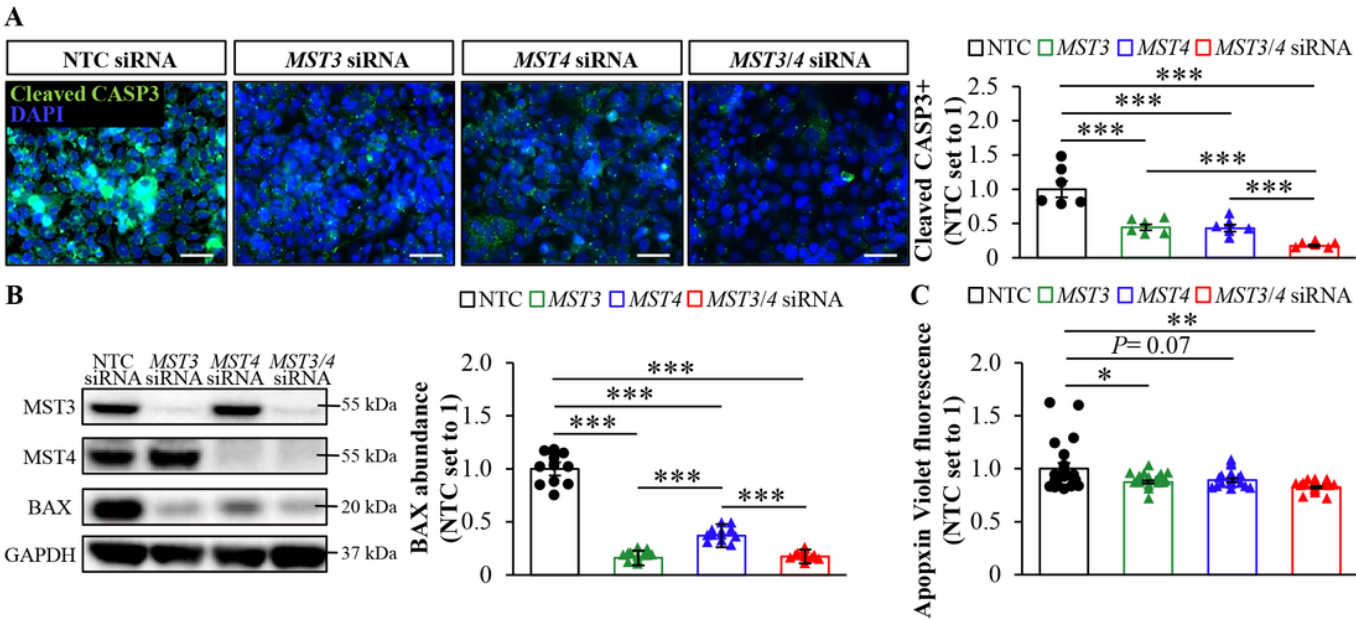 A
NTC siRNA
MST3 siRNA
MST4 siRNA
MST3/4 siRNA
Cleaved CASP3
DAPI
NTC MST3 MST4 MST3/4 siRNA
Cleaved CASP3+
(NTC set to 1)
2.5
2.0
1.5
1.0
0.5
0
***
***
***
***
***
B
NTC siRNA
MST3 siRNA
MST4 siRNA
MST3/4 siRNA
MST3
55 kDa
MST4
55 kDa
BAX
20 kDa
GAPDH
37 kDa
NTC MST3 MST4 MST3/4 siRNA
BAX abundance
(NTC set to 1)
2.0
1.5
1.0
0.5
0
***
***
***
***
***
C
NTC MST3 MST4 MST3/4 siRNA
Apopxin Violet fluorescence
(NTC set to 1)
2.0
1.5
1.0
0.5
0
**
P= 0.07
*